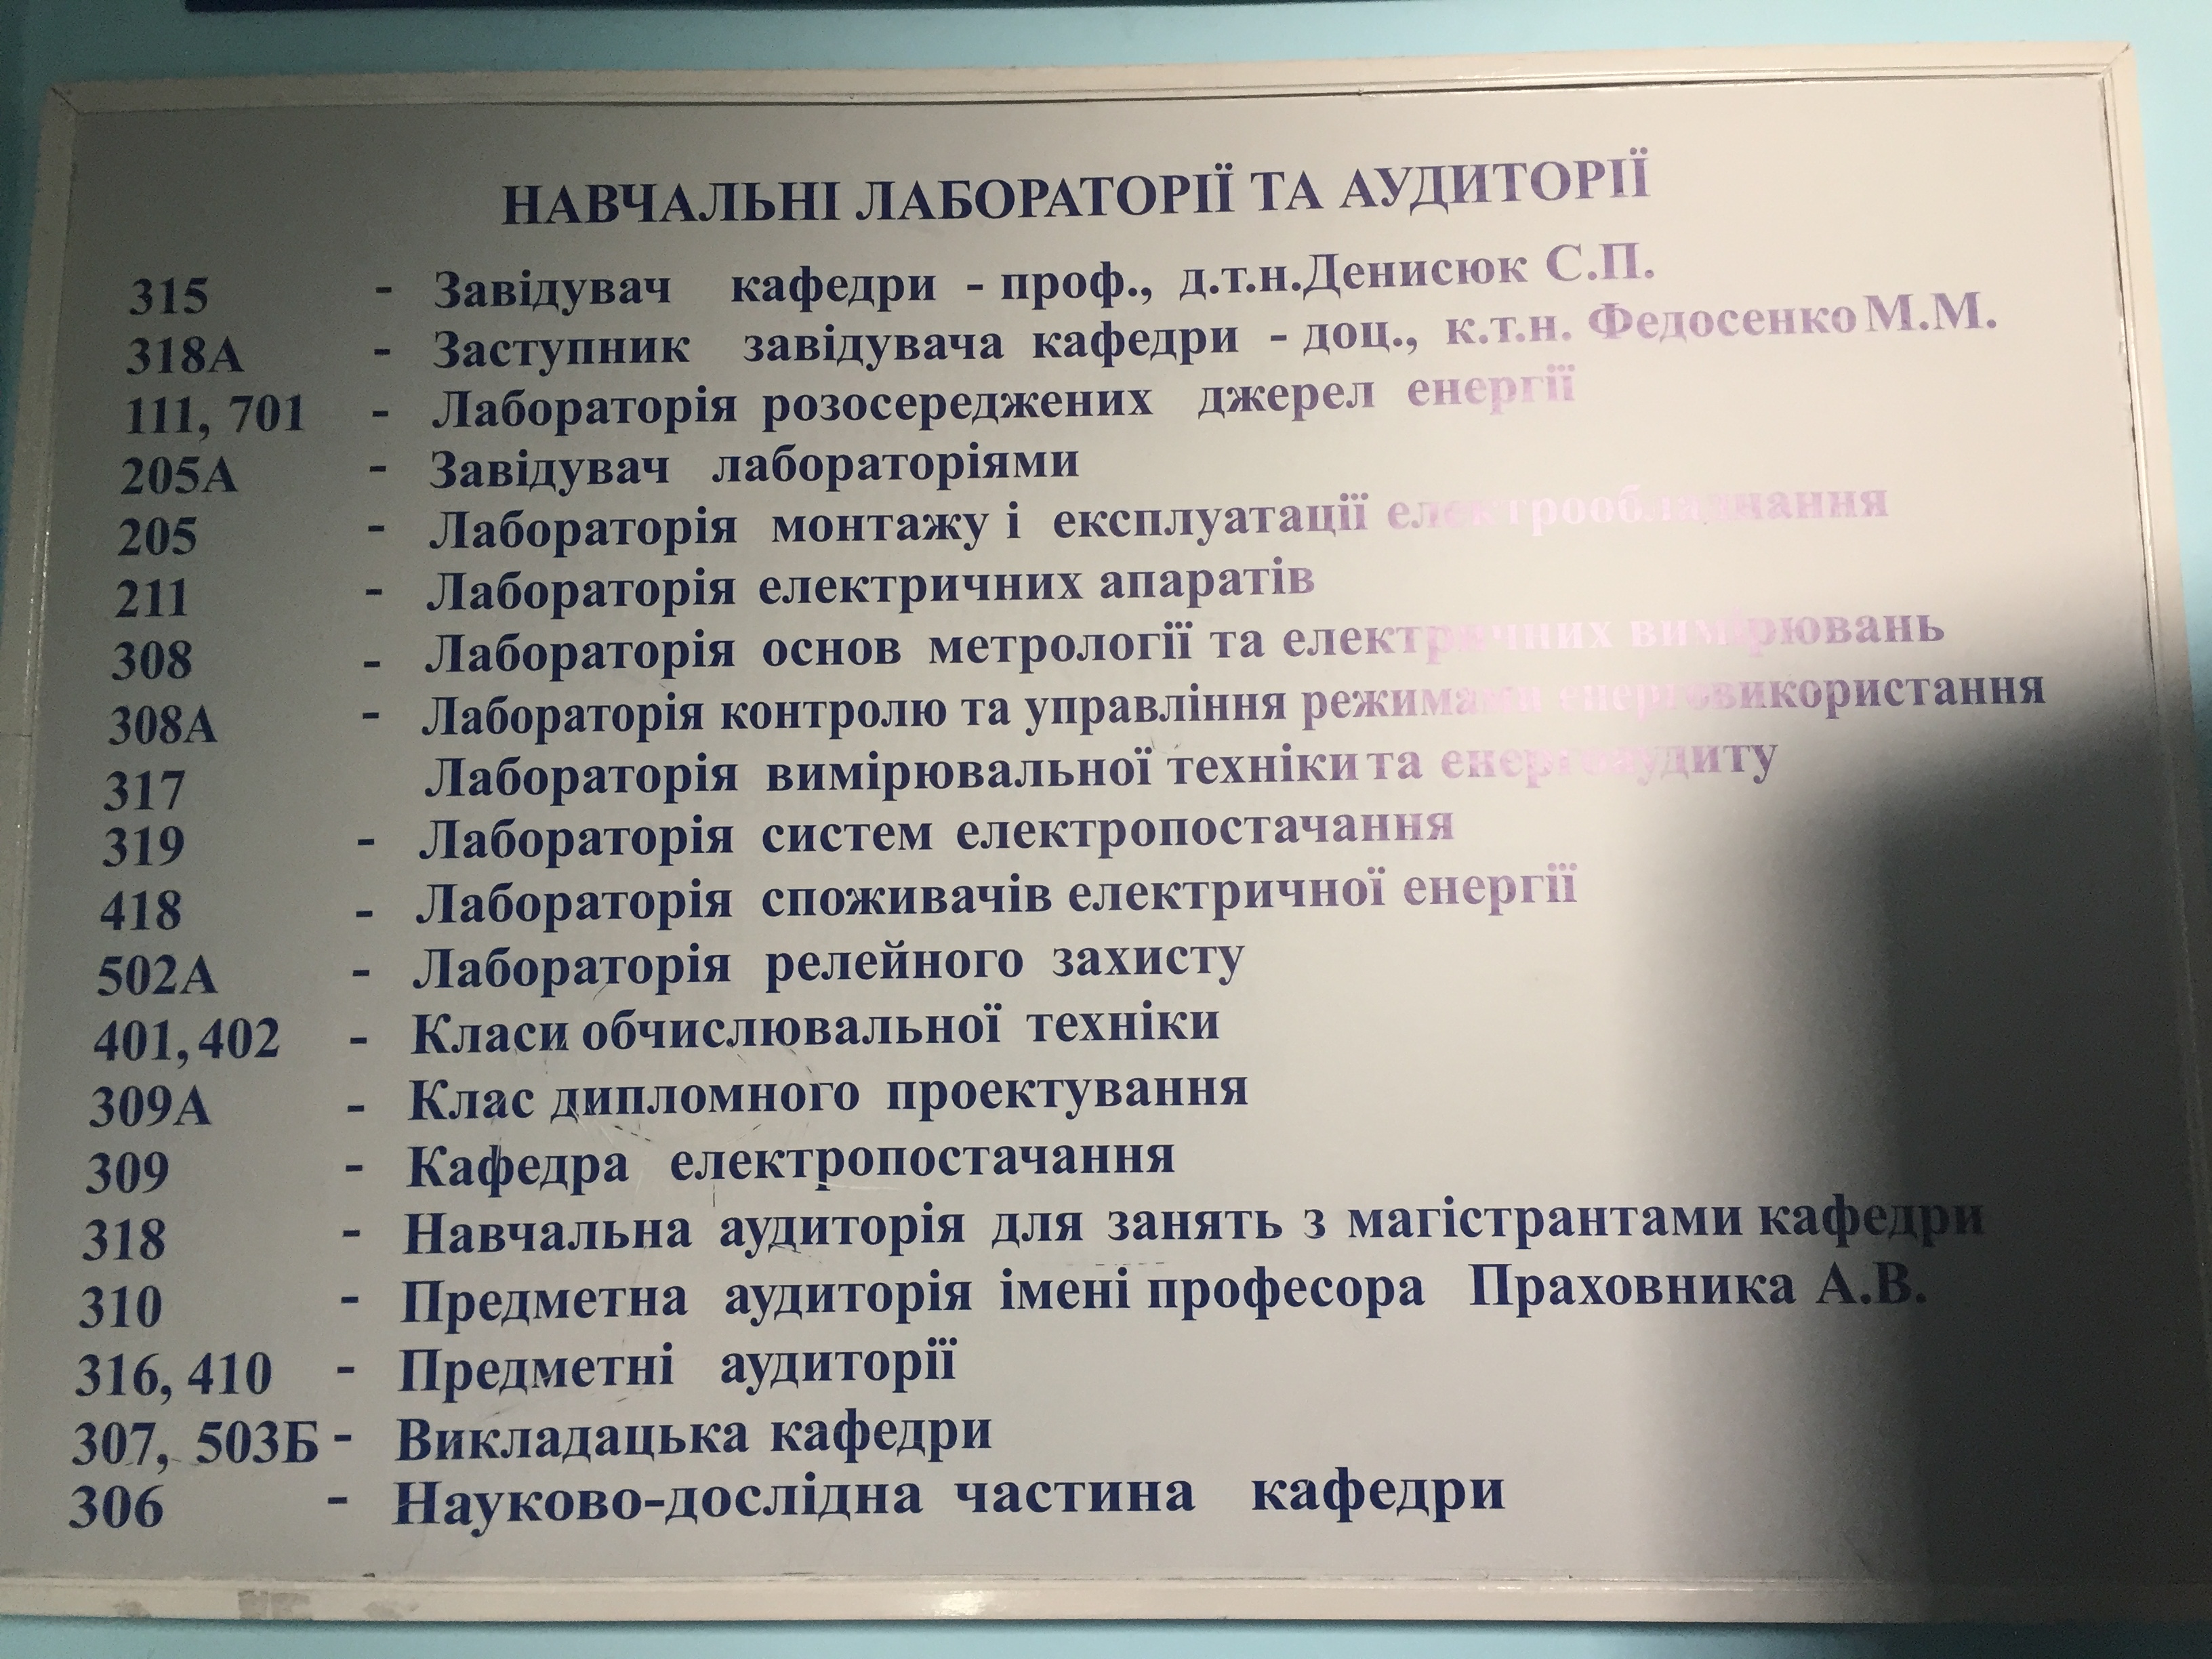 НАВЧАЛЬНІ ЛАБОРАТОРІЇ ТА АУДИТОРІЇ
315 - Завідувач кафедри - проф., д.т.н.Денисюк С.П.
318А - Заступник завідувача кафедри - доц., к.т.н. Федосенко М.М.
111, 701 - Лабораторія розосереджених джерел енергії
205А - Завідувач лабораторіями
205 - Лабораторія монтажу і експлуатації електрообладнання
211 - Лабораторія електричних апаратів
308 - Лабораторія основ метрології та електричних вимірювань
308А - Лабораторія контролю та управління режимами енерговикористання
317 Лабораторія вимірювальної техніки та енергоаудиту
319 - Лабораторія систем електропостачання
418 - Лабораторія споживачів електричної енергії
502А - Лабораторія релейного захисту
401, 402 - Класи обчислювальної техніки
309А - Клас дипломного проектування
309 - Кафедра електропостачання
318 - Навчальна аудиторія для занять з магістрантами кафедри
310 - Предметна аудиторія імені професора Праховника А.В.
316, 410 - Предметні аудиторії
307, 503Б - Викладацька кафедри
306 - Науково-дослідна частина кафедри